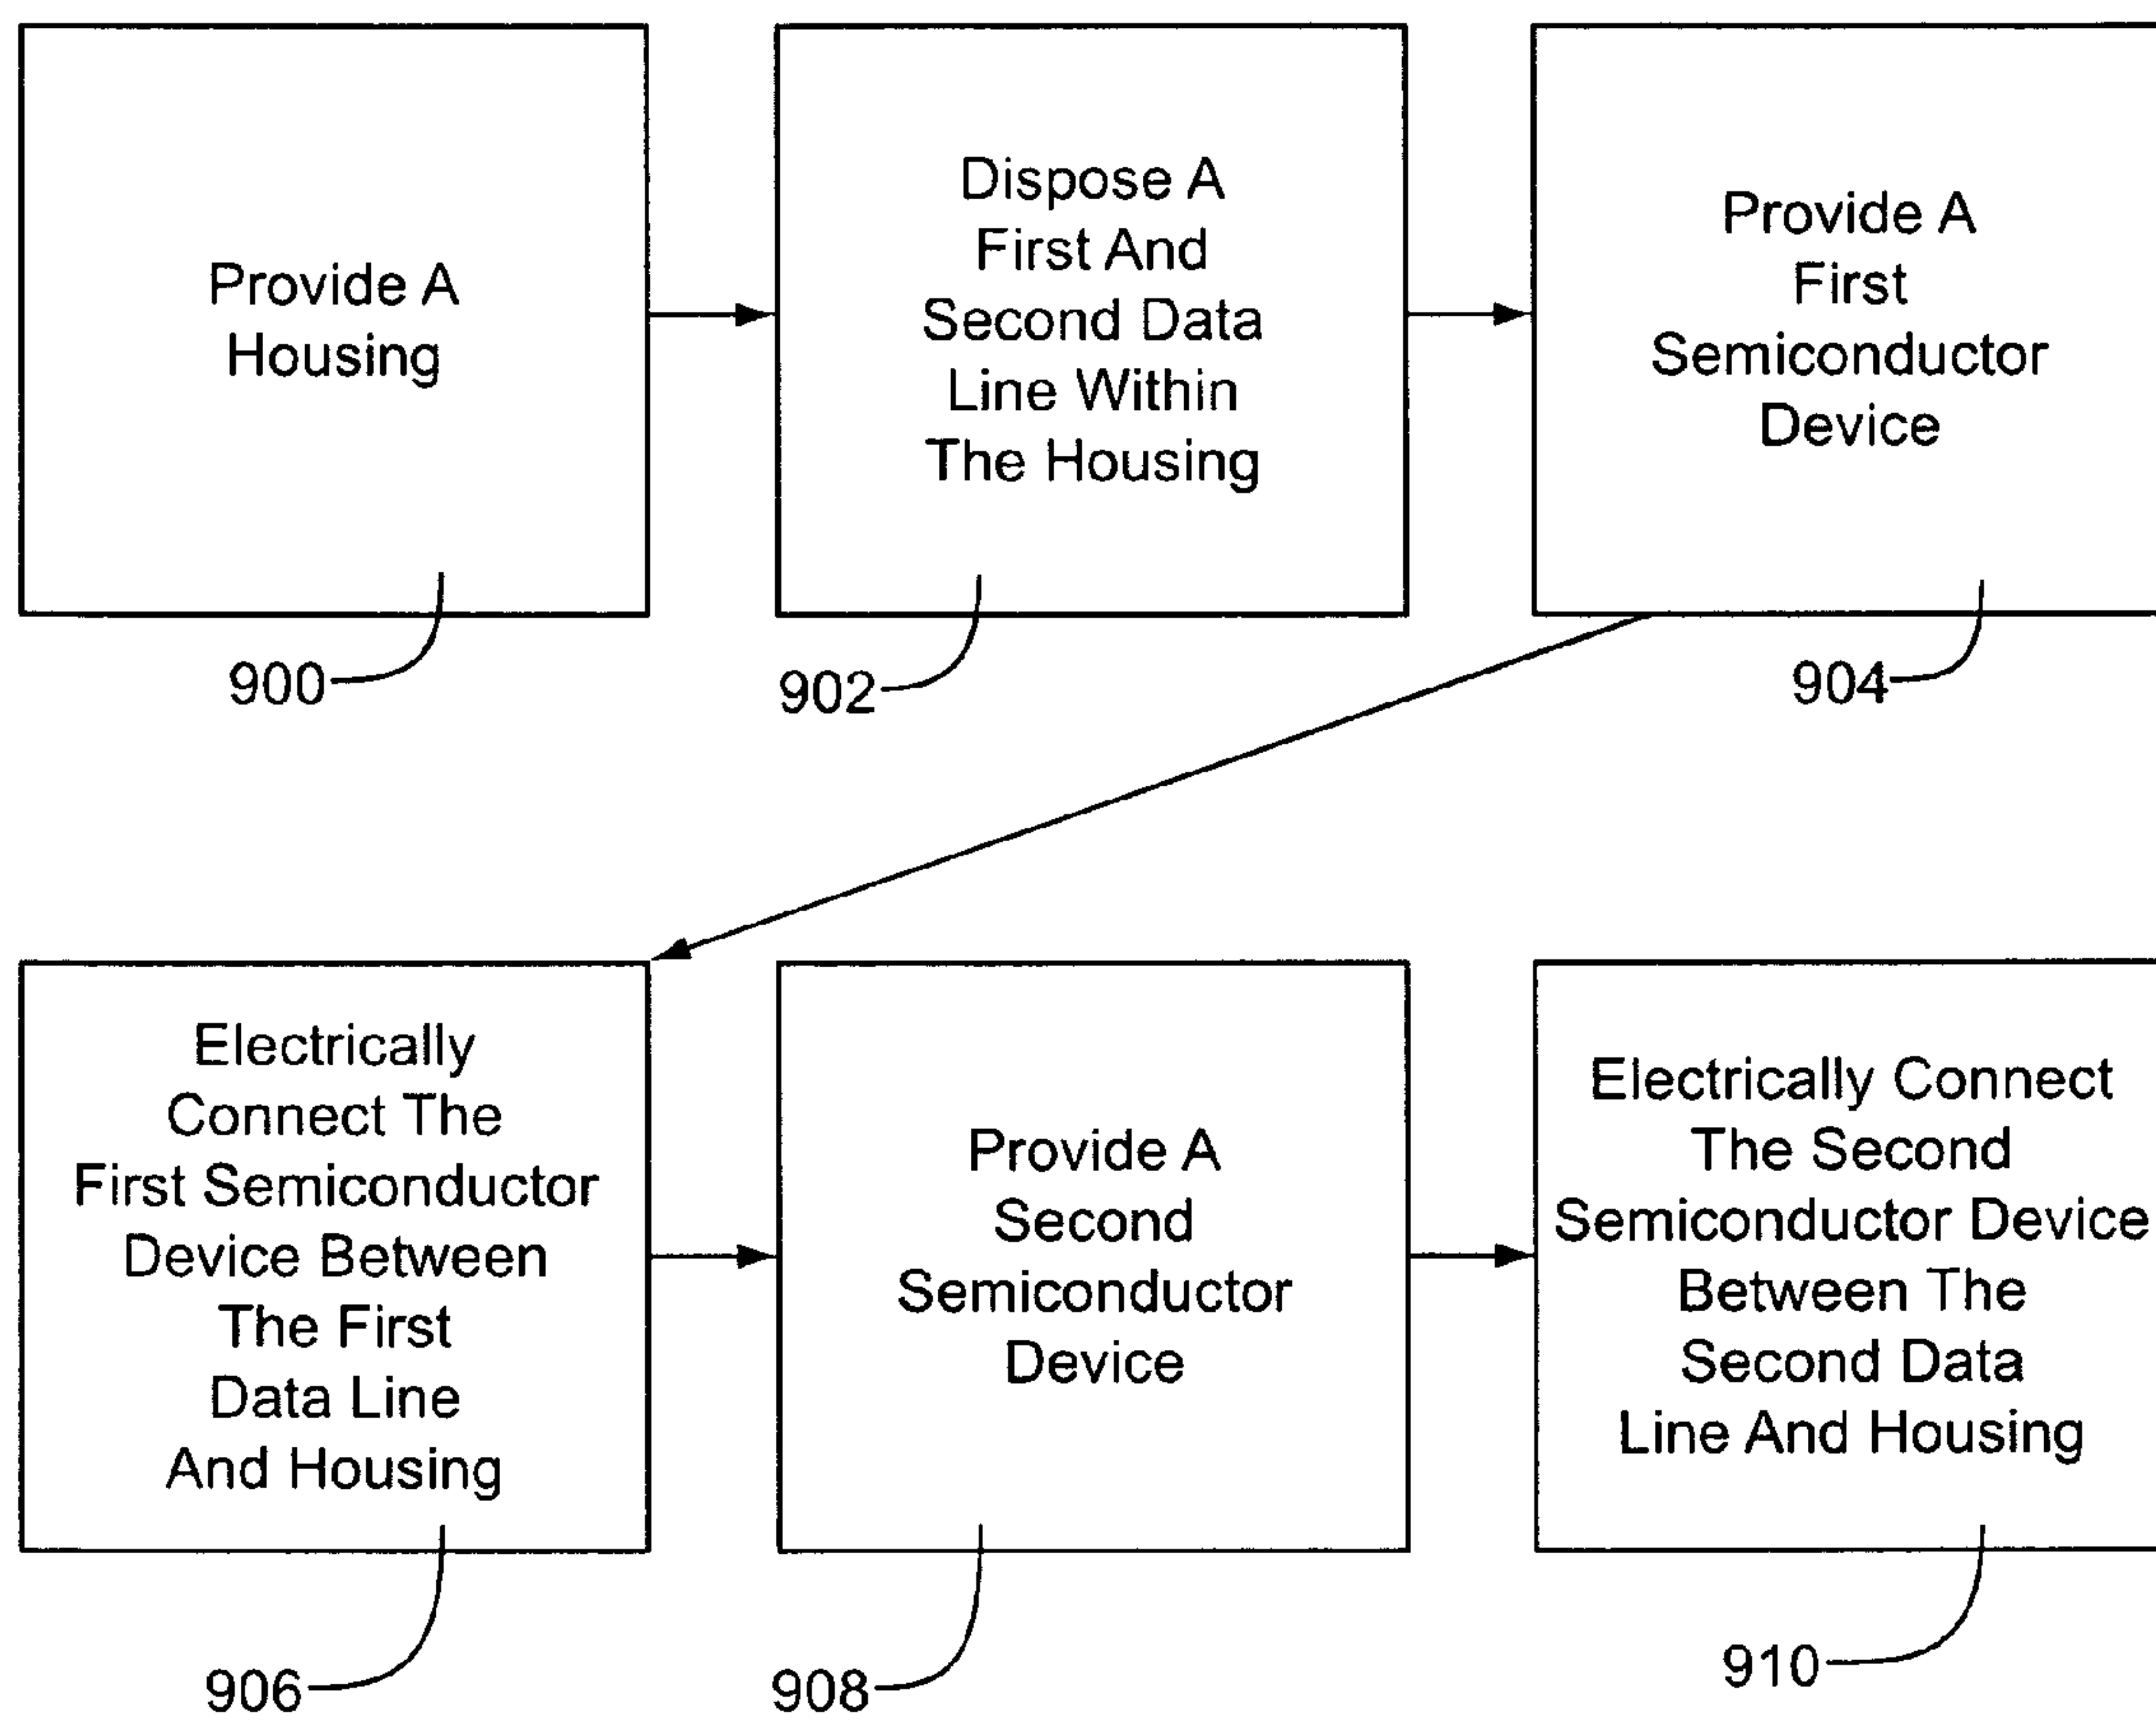 Provide A
Housing
900
Dispose A
First And
Second Data
Line Within
The Housing
902
Provide A
First
Semiconductor
Device
904
Electrically
Connect The
First Semiconductor
Device Between
The First
Data Line
And Housing
906
Provide A
Second
Semiconductor
Device
908
Electrically Connect
The Second
Semiconductor Device
Between The
Second Data
Line And Housing
910